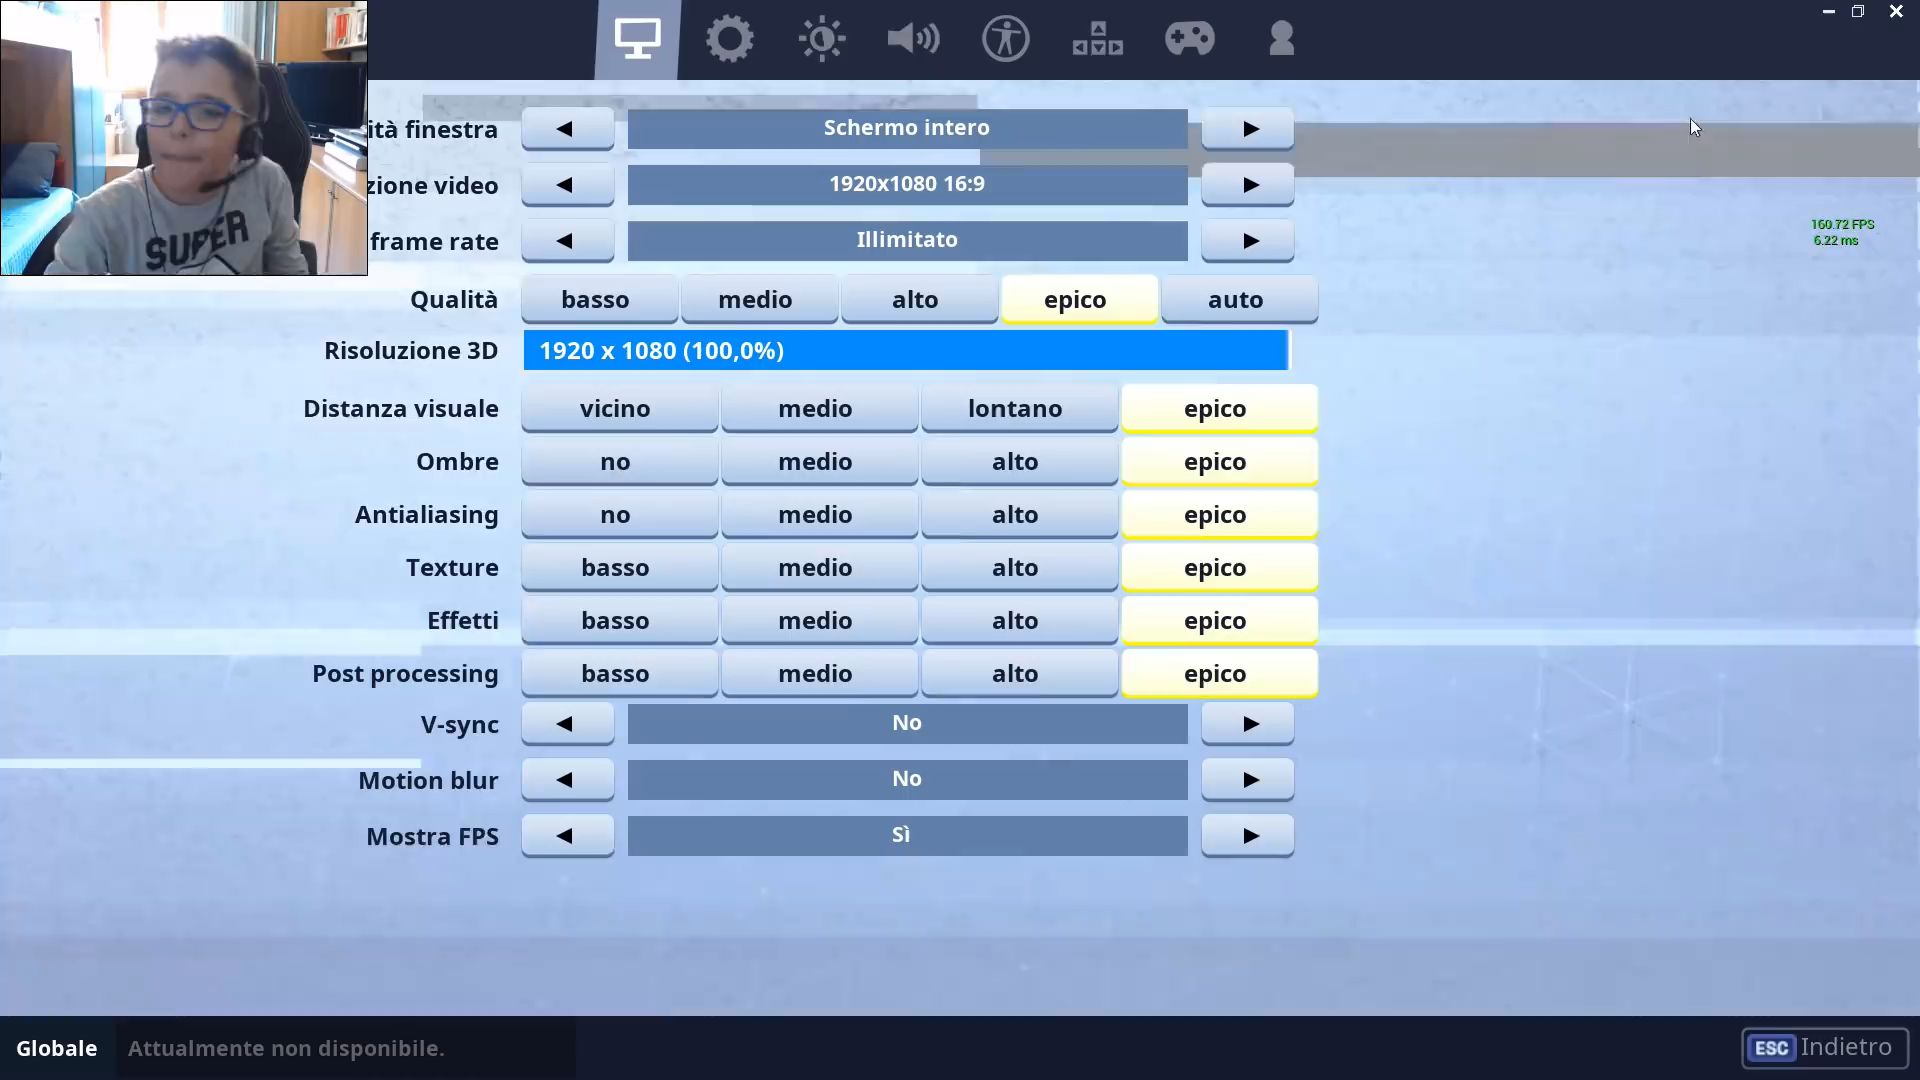 ità finestra
Schermo intero
zione video
1920x1080 16:9
frame rate
Illimitato
160.72 FPS
6.22 ms
SUPER
Qualità
basso
medio
alto
epico
auto
Risoluzione 3D
1920 x 1080 (100,0%)
Distanza visuale
vicino
medio
lontano
epico
Ombre
no
medio
alto
epico
Antialiasing
no
medio
alto
epico
Texture
basso
medio
alto
epico
Effetti
basso
medio
alto
epico
Post processing
basso
medio
alto
epico
V-sync
No
Motion blur
No
Mostra FPS
Sì
Globale
Attualmente non disponibile.
ESC Indietro